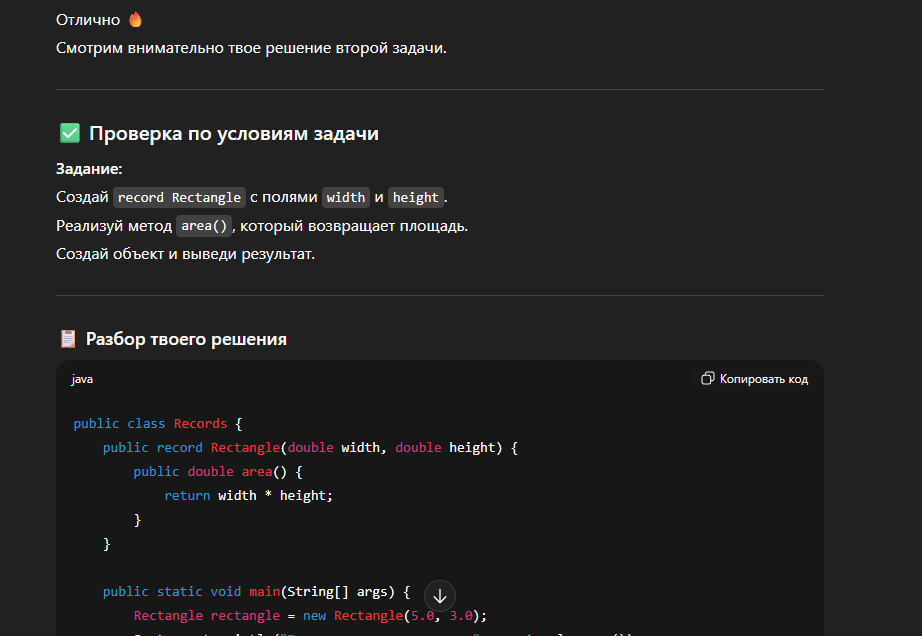 Отлично 🔥
Смотрим внимательно твое решение второй задачи.
✅ Проверка по условиям задачи
Задание:
Создай record Rectangle с полями width и height.
Реализуй метод area(), который возвращает площадь.
Создай объект и выведи результат.
📋 Разбор твоего решения
java
Копировать код
public class Records {
    public record Rectangle(double width, double height) {
        public double area() {
            return width * height;
        }
    }
    public static void main(String[] args) {
        Rectangle rectangle = new Rectangle(5.0, 3.0);